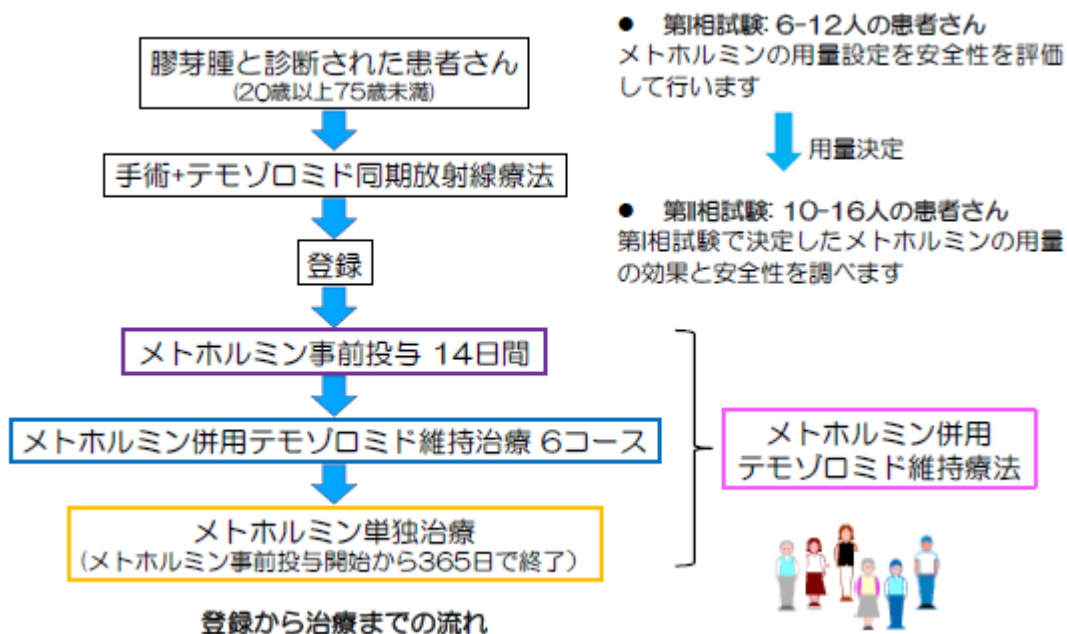 膠芽腫と診断された患者さん
(20歳以上75歳未満)
手術+テモゾロミド同期放射線療法
登録
メトホルミン事前投与 14日間
メトホルミン併用テモゾロミド維持治療 6コース
メトホルミン単独治療
(メトホルミン事前投与開始から365日で終了)
登録から治療までの流れ
● 第I相試験: 6-12人の患者さん
メトホルミンの用量設定を安全性を評価
して行います
用量決定
● 第II相試験: 10-16人の患者さん
第I相試験で決定したメトホルミンの用量
の効果と安全性を調べます
メトホルミン併用
テモゾロミド維持療法